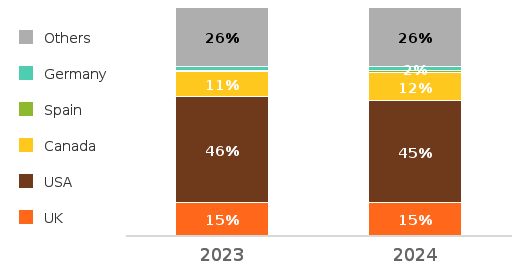 Others
Germany
Spain
Canada
USA
UK
26%
11%
46%
15%
26%
2%
12%
45%
15%
2023
2024